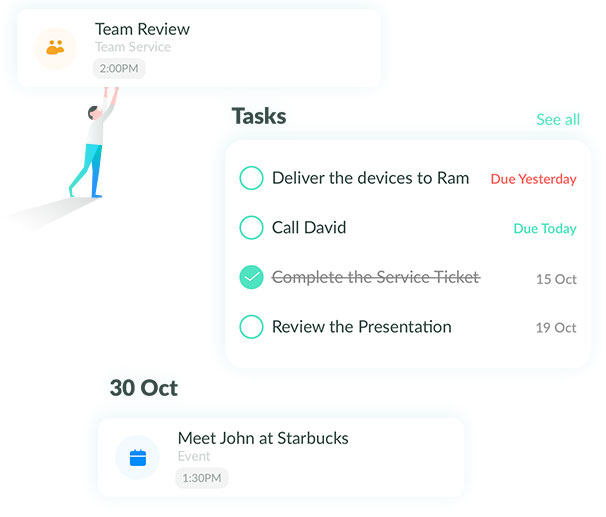 Team Review
Team Service
2:00PM
Tasks
See all
Deliver the devices to Ram Due Yesterday
Call David Due Today
Complete the Service Ticket 15 Oct
Review the Presentation 19 Oct
30 Oct
Meet John at Starbucks
Event
1:30PM